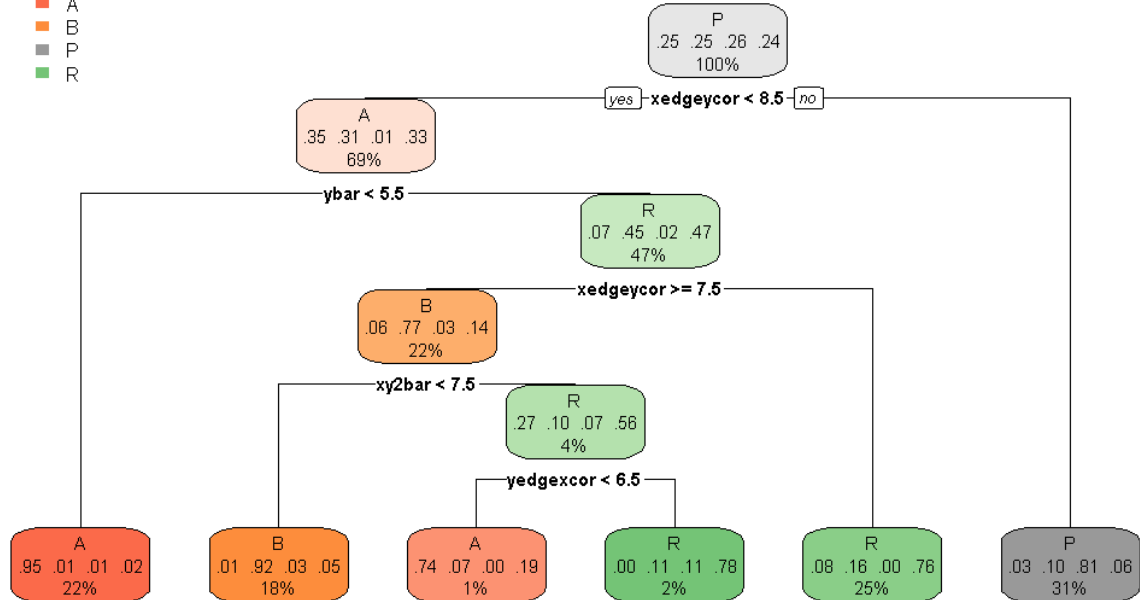 A
B
P
R
P
.25 .25 .26 .24
100%
yes xedgeycor < 8.5 no
A
.35 .31 .01 .33
69%
ybar < 5.5
R
.07 .45 .02 .47
47%
xedgeycor >= 7.5
B
.06 .77 .03 .14
22%
xy2bar < 7.5
R
.27 .10 .07 .56
4%
yedgexcor < 6.5
A
.95 .01 .01 .02
22%
B
.01 .92 .03 .05
18%
A
.74 .07 .00 .19
1%
R
.00 .11 .11 .78
2%
R
.08 .16 .00 .76
25%
P
.03 .10 .81 .06
31%